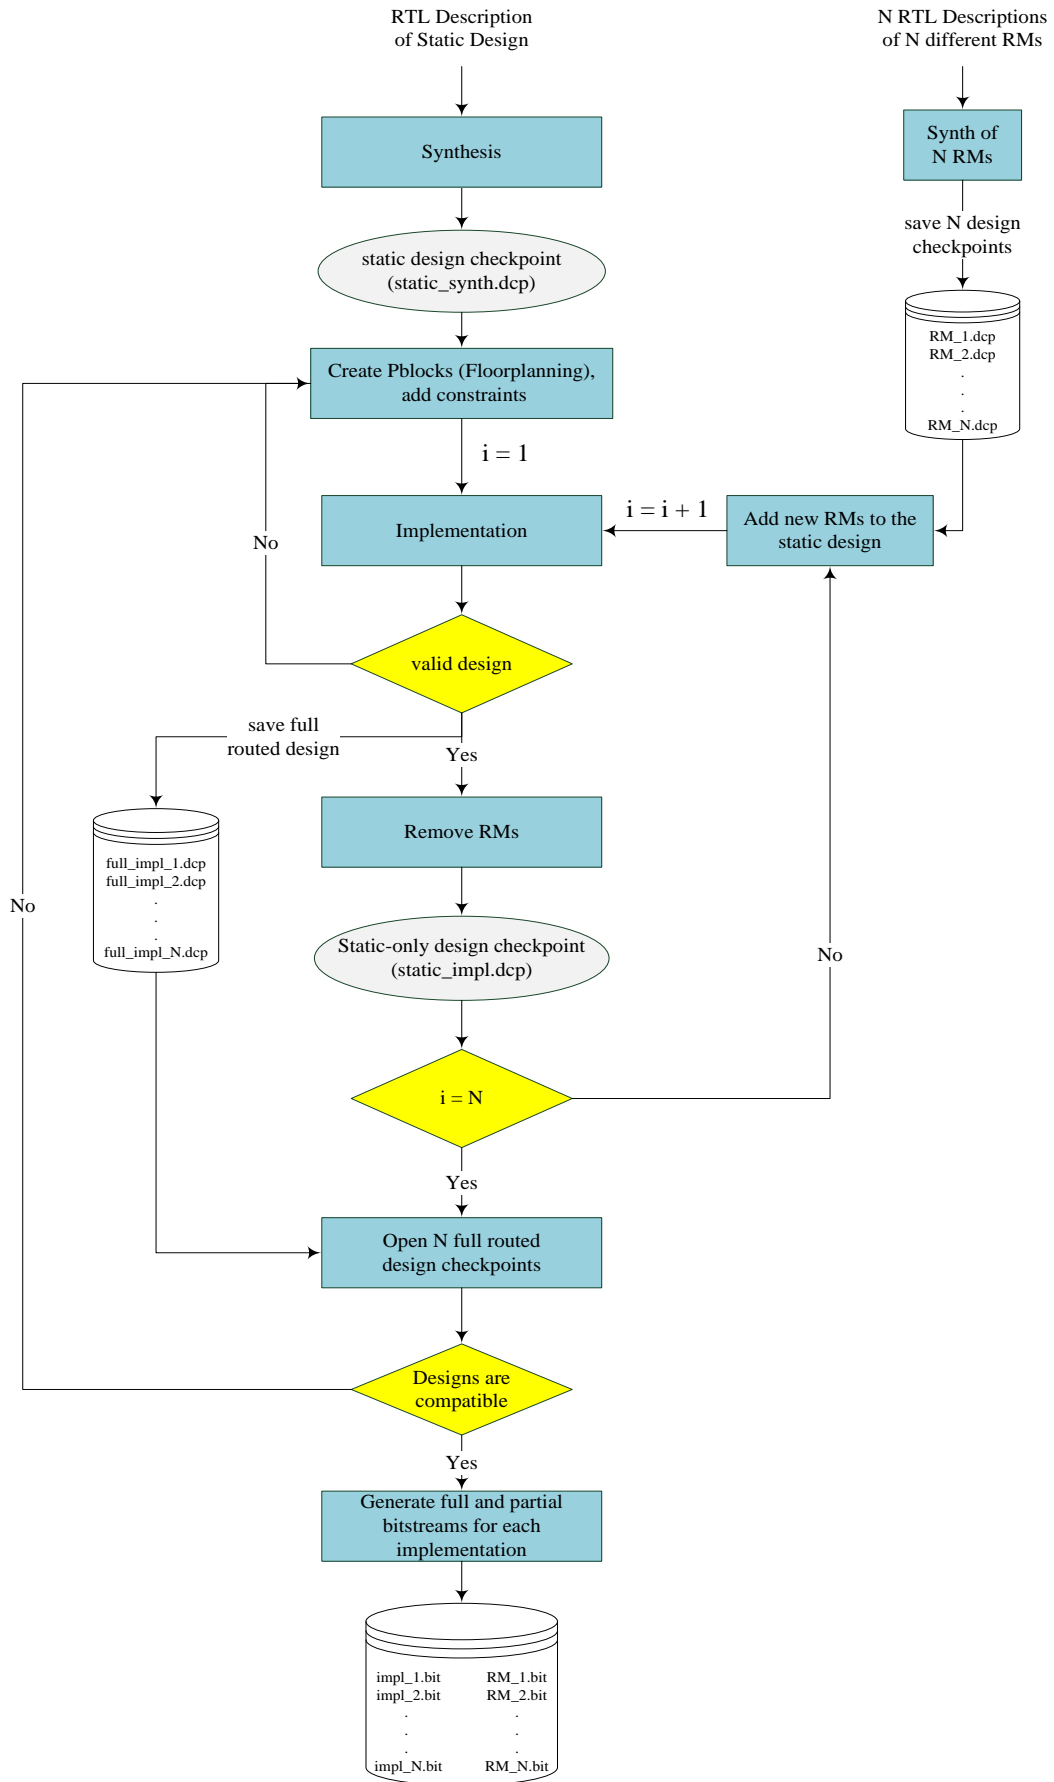 RTL Description
of Static Design
N RTL Descriptions
of N different RMs
Synthesis
Synth of
N RMs
save N design
checkpoints
static design checkpoint
(static_synth.dcp)
RM_1.dcp
RM_2.dcp
.
.
.
RM_N.dcp
Create Pblocks (Floorplanning),
add constraints
i = 1
Implementation
i = i + 1
Add new RMs to the
static design
No
valid design
save full
routed design
Yes
Remove RMs
full_impl_1.dcp
full_impl_2.dcp
.
.
.
full_impl_N.dcp
No
Static-only design checkpoint
(static_impl.dcp)
No
i = N
Yes
Open N full routed
design checkpoints
Designs are
compatible
Yes
Generate full and partial
bitstreams for each
implementation
impl_1.bit RM_1.bit
impl_2.bit RM_2.bit
. .
. .
. .
impl_N.bit RM_N.bit